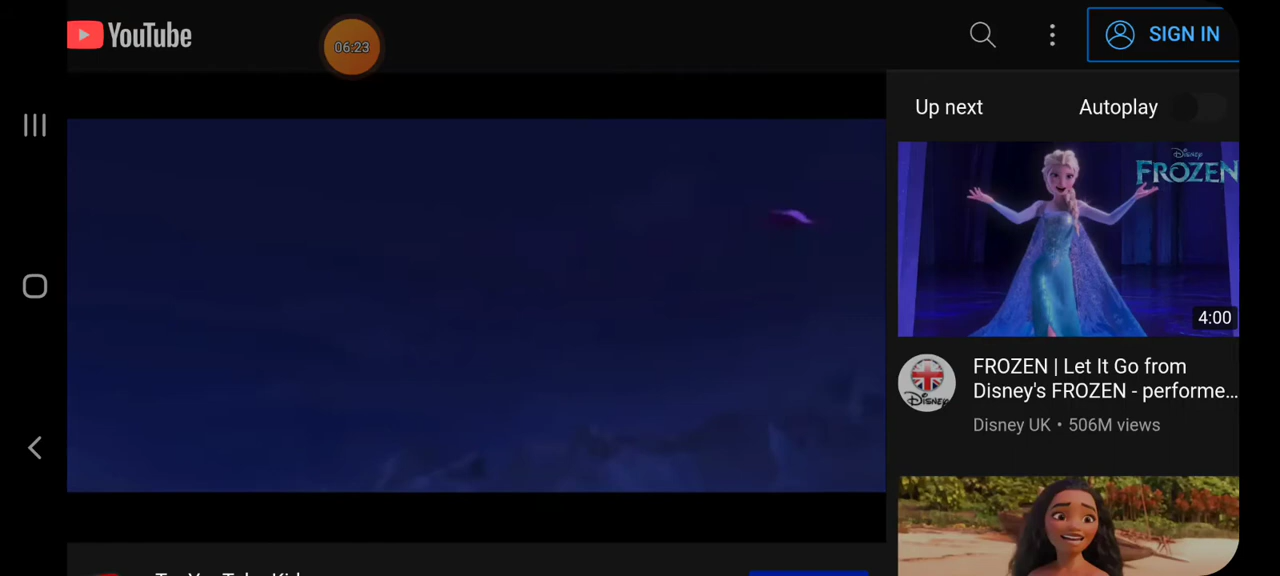 YouTube
06:23
SIGN IN
Up next
Autoplay
Disney
FROZEN
4:00
FROZEN | Let It Go from
Disney's FROZEN - performe...
Disney
Disney UK • 506M views